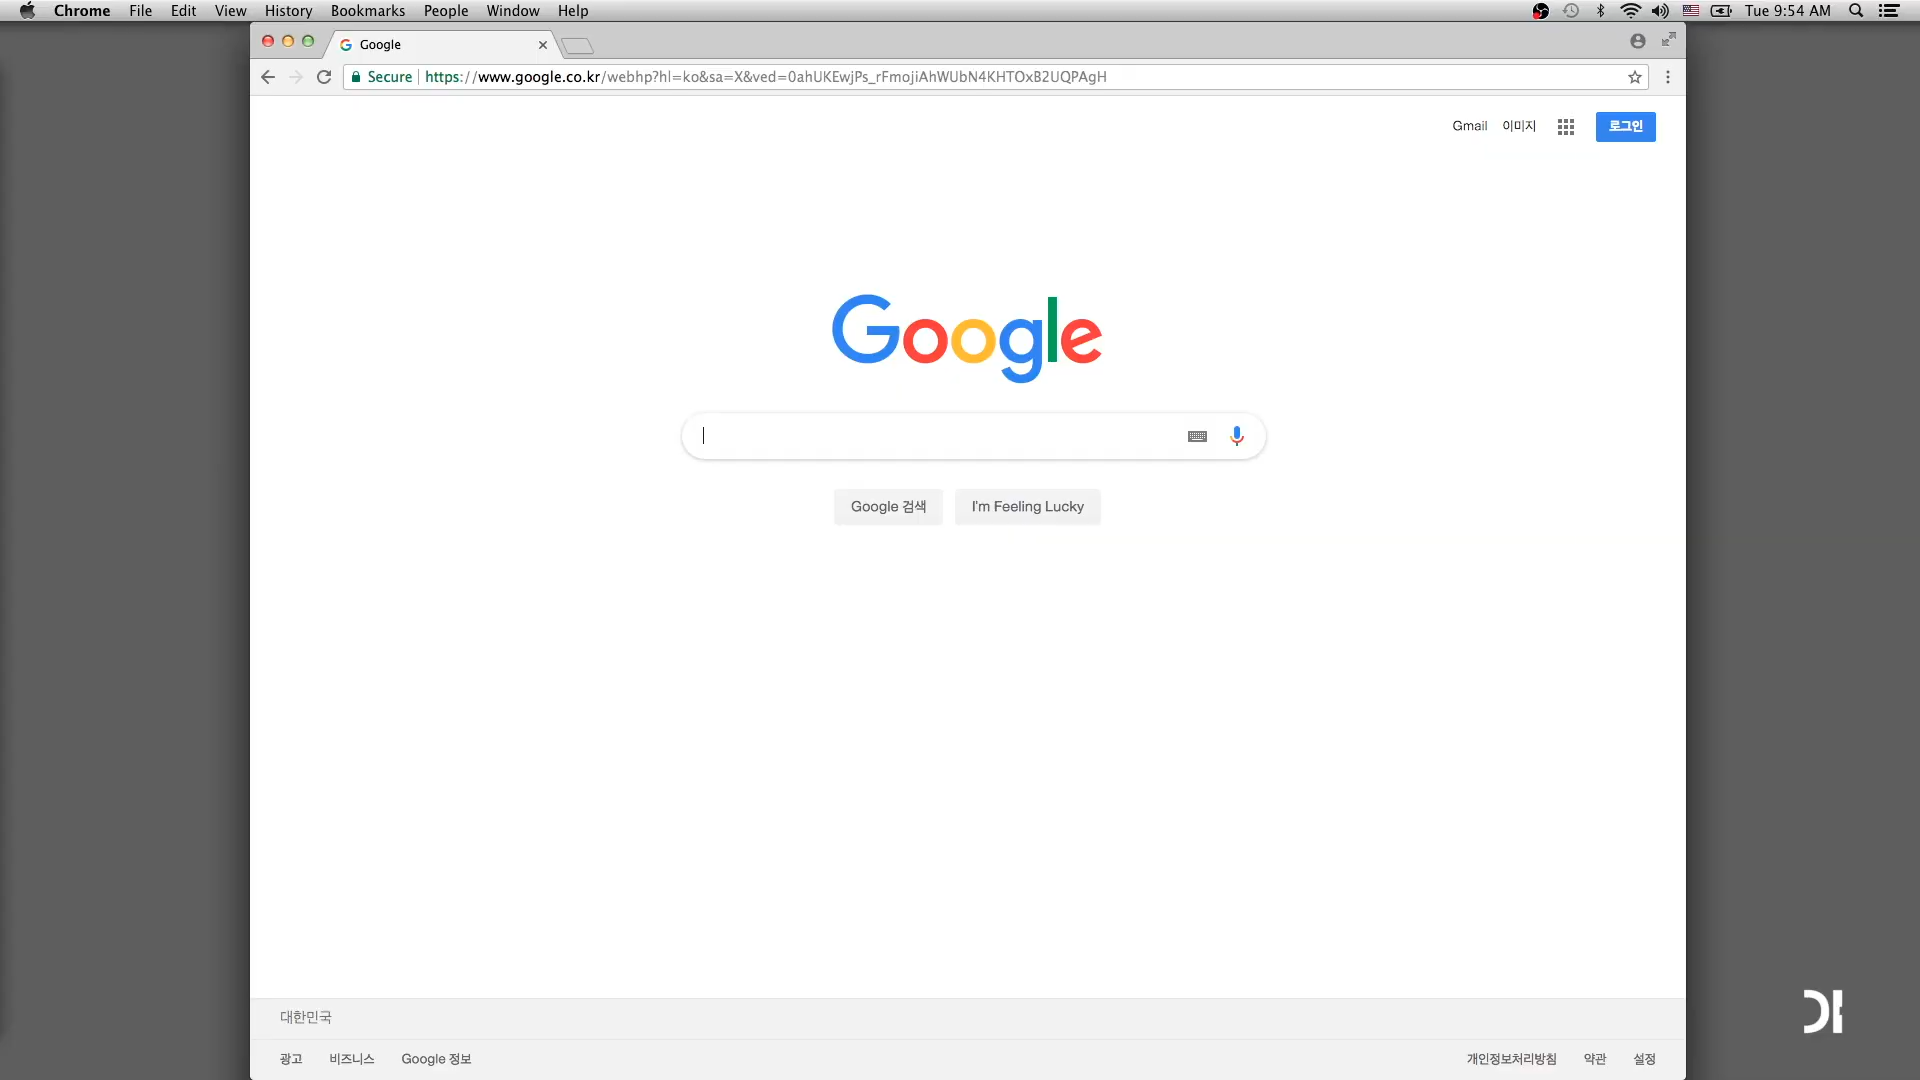 Chrome File Edit View History Bookmarks People Window Help Tue 9:54 AM
Google
Secure https://www.google.co.kr/webhp?hl=ko&sa=X&ved=0ahUKEwjPs_rFmojiAhWUbN4KHTOxB2UQPAgH
Gmail 이미지 로그인
Google
Google 검색 I'm Feeling Lucky
대한민국
광고 비즈니스 Google 정보 개인정보처리방침 약관 설정